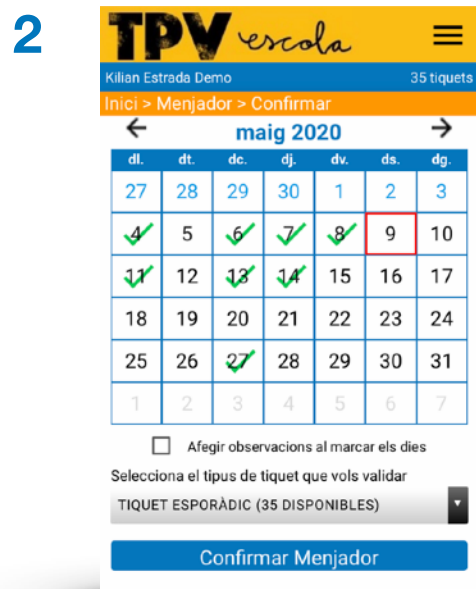 2
TPV escola
Kilian Estrada Demo 35 tiquets
Inici > Menjador > Confirmar
maig 2020
dl. dt. dc. dj. dv. ds. dg.
27 28 29 30 1 2 3
4 5 6 7 8 9 10
11 12 13 14 15 16 17
18 19 20 21 22 23 24
25 26 27 28 29 30 31
1 2 3 4 5 6 7
Afegir observacions al marcar els dies
Selecciona el tipus de tiquet que vols validar
TIQUET ESPORÀDIC (35 DISPONIBLES)
Confirmar Menjador